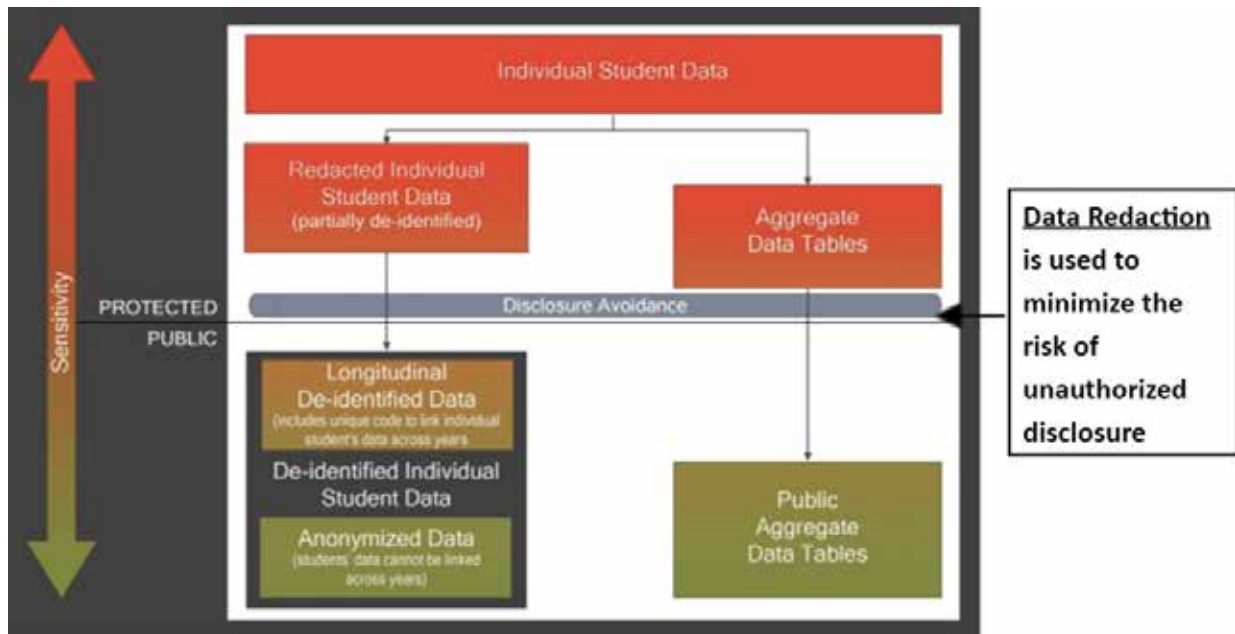 Individual Student Data
Redacted Individual
Student Data
(partially de-identified)
Aggregate
Data Tables
Data Redaction
is used to
minimize the
risk of
unauthorized
disclosure
Sensitivity
PROTECTED
Disclosure Avoidance
PUBLIC
Longitudinal
De-identified Data
(includes unique code to link individual
student's data across years
De-identified Individual
Student Data
Anonymized Data
(students' data cannot be linked
across years)
Public
Aggregate
Data Tables